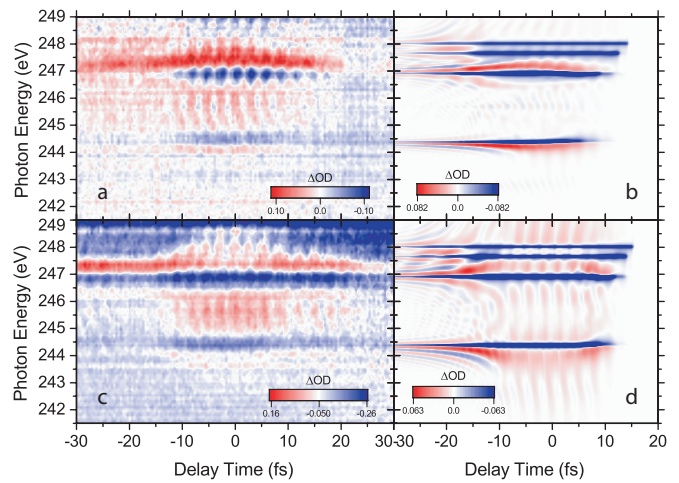 249
248
247
246
245
244
243
242
Photon Energy (eV)
a
ΔOD
0.10 0.0 -0.10
b
ΔOD
0.082 0.0 -0.082
249
248
247
246
245
244
243
242
Photon Energy (eV)
c
ΔOD
0.16 -0.050 -0.26
d
ΔOD
0.063 0.0 -0.063
-30 -20 -10 0 10 20 30 -30 -20 -10 0 10 20
Delay Time (fs) Delay Time (fs)